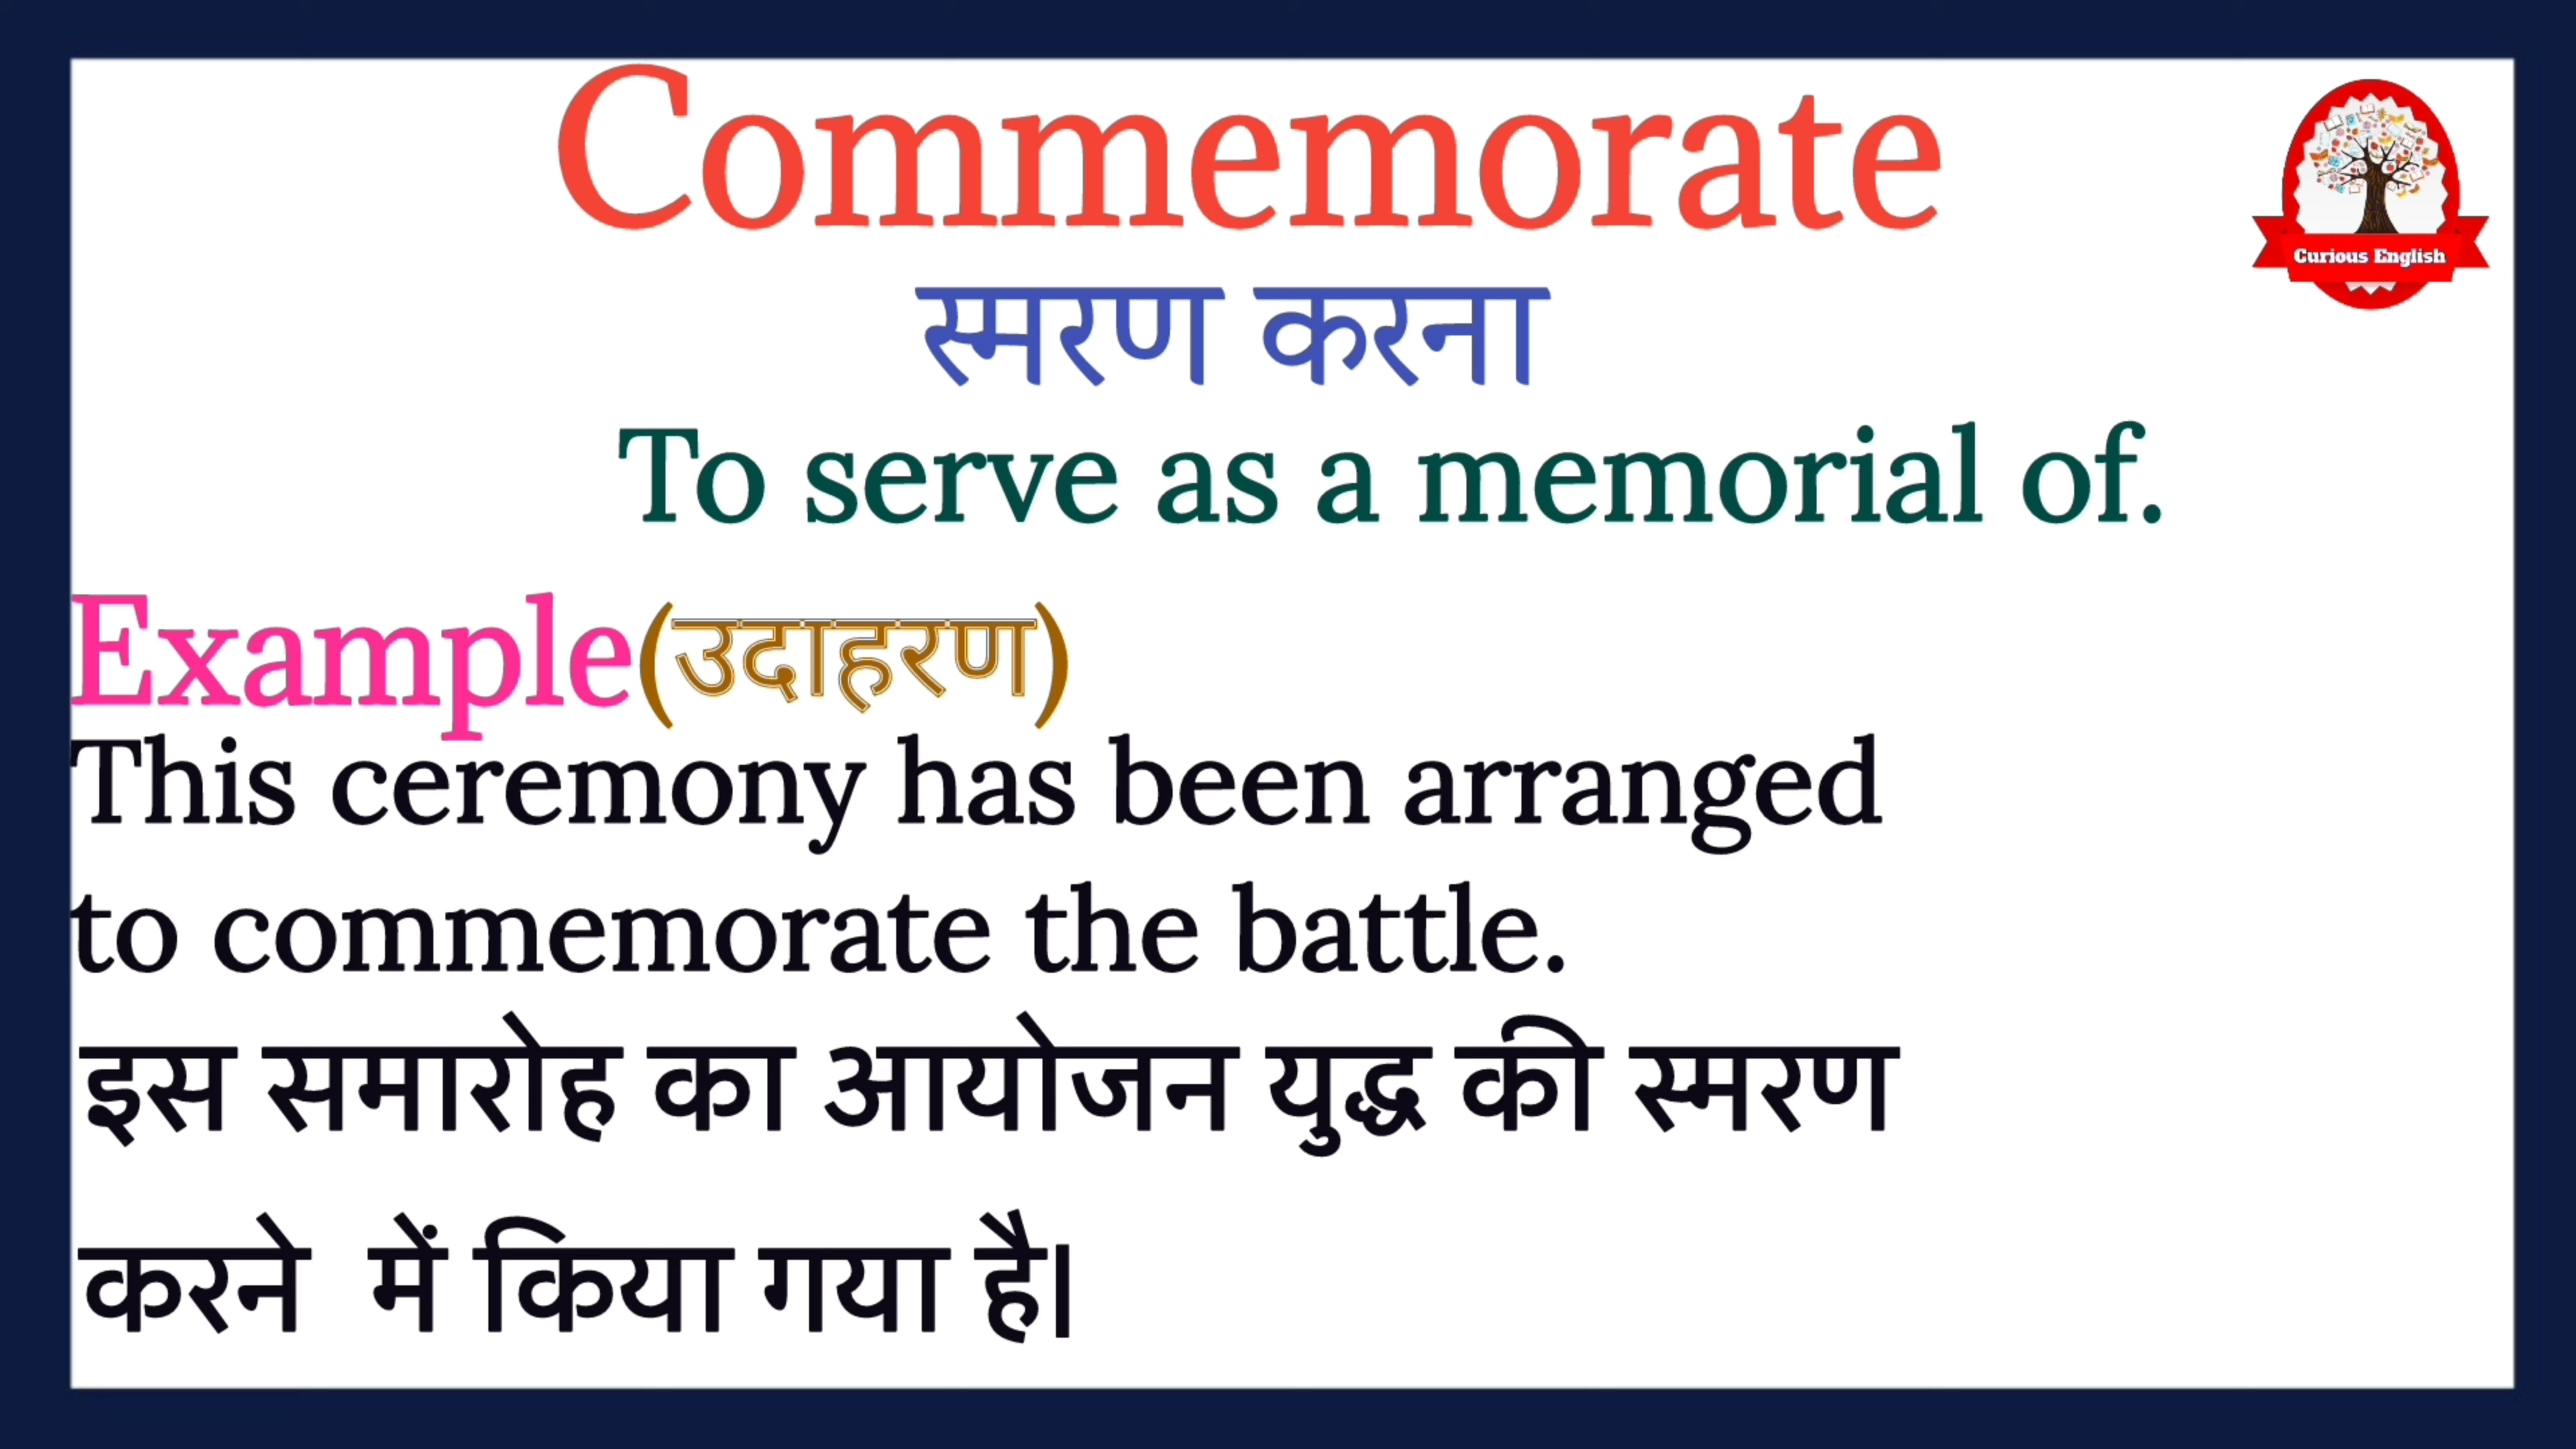 Commemorate
Curious English
स्मरण करना
To serve as a memorial of.
Example(उदाहरण)
This ceremony has been arranged
to commemorate the battle.
इस समारोह का आयोजन युद्ध की स्मरण
करने में किया गया है।